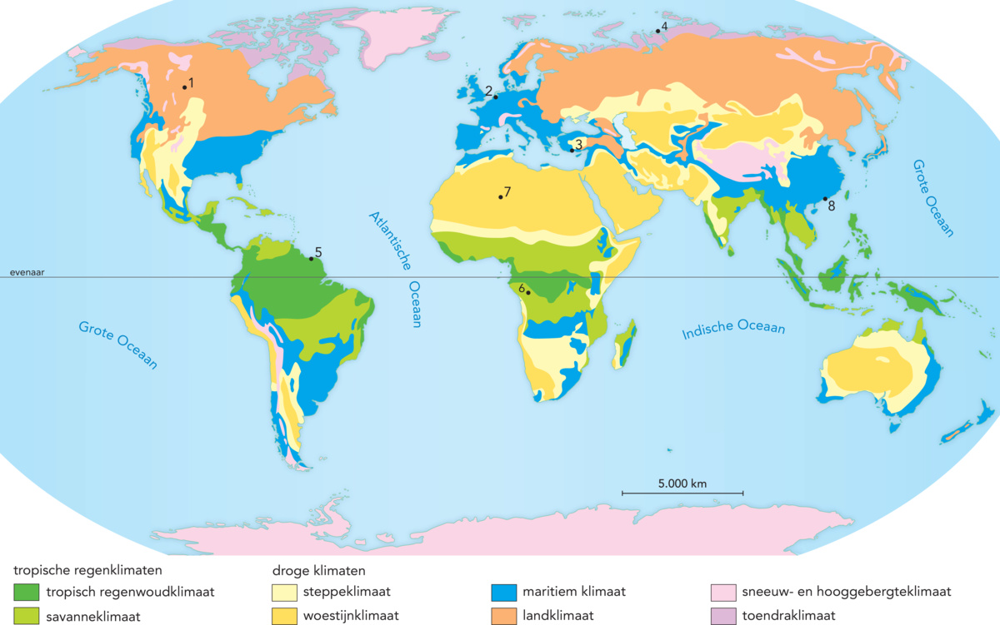 4
1
2
3
Grote Oceaan
7
8
Atlantische Oceaan
5
evenaar
6
Grote Oceaan
Indische Oceaan
5.000 km
tropische regenklimaten
droge klimaten
tropisch regenwoudklimaat
steppeklimaat
maritiem klimaat
sneeuw- en hooggebergteklimaat
savanneklimaat
woestijnklimaat
landklimaat
toendraklimaat